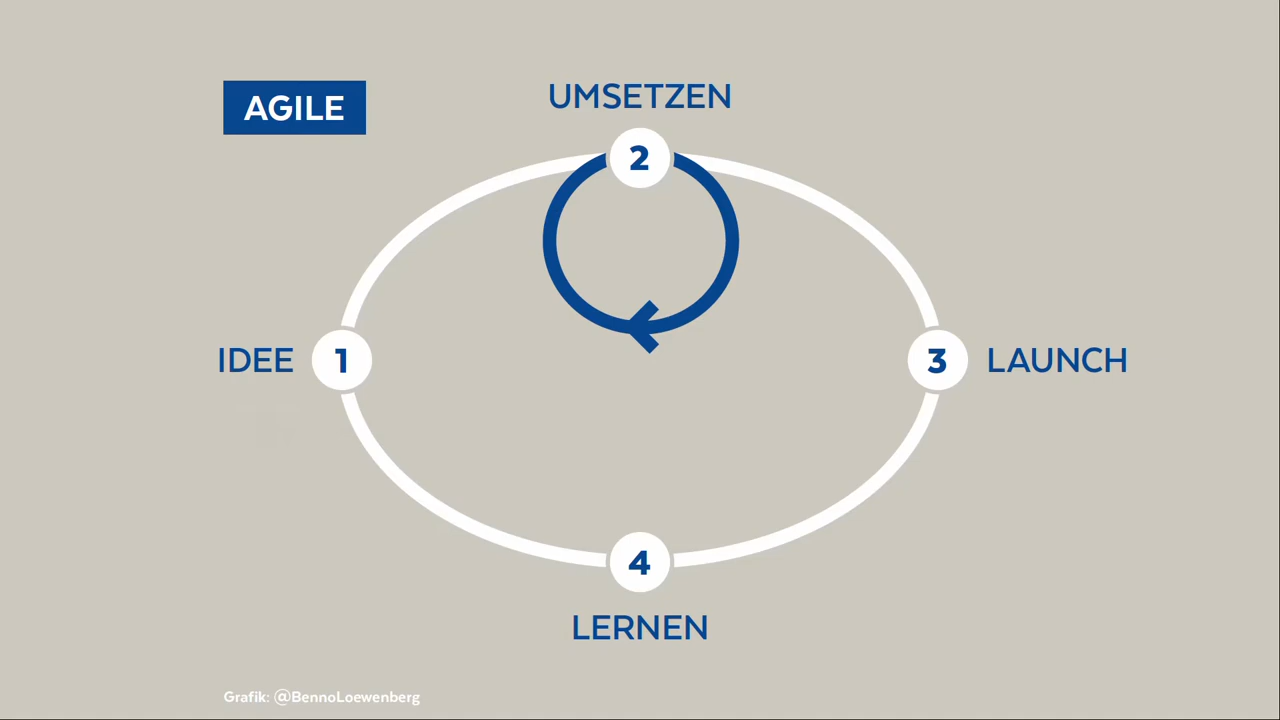 AGILE
UMSETZEN
2
IDEE
1
3
LAUNCH
4
LERNEN
Grafik: @BennoLoewenberg